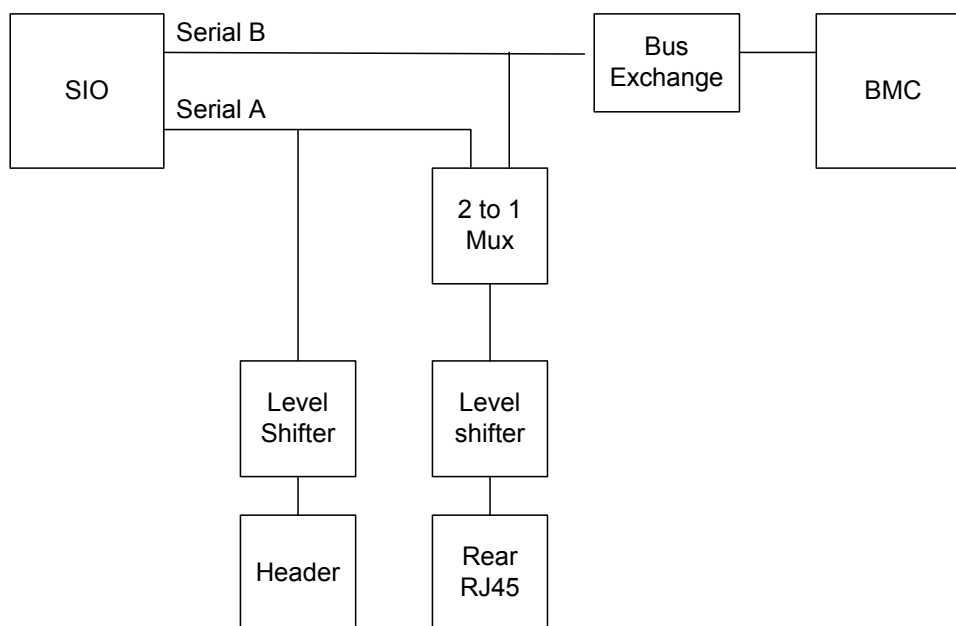 Serial B
SIO
Serial A
Bus
Exchange
BMC
2 to 1
Mux
Level
Shifter
Level
shifter
Header
Rear
RJ45